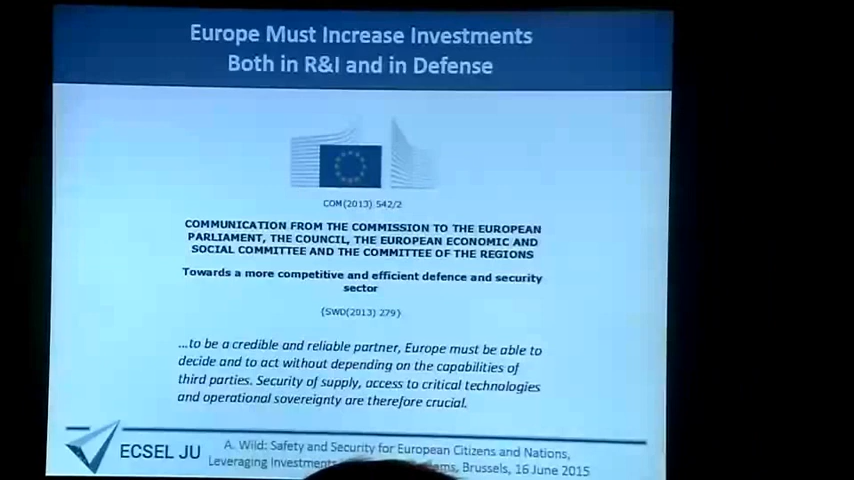 Europe Must Increase Investments
Both in R&I and in Defense
COM(2013) 542/2
COMMUNICATION FROM THE COMMISSION TO THE EUROPEAN
PARLIAMENT, THE COUNCIL, THE EUROPEAN ECONOMIC AND
SOCIAL COMMITTEE AND THE COMMITTEE OF THE REGIONS
Towards a more competitive and efficient defence and security
sector
{SWD(2013) 279}
...to be a credible and reliable partner, Europe must be able to
decide and to act without depending on the capabilities of
third parties. Security of supply, access to critical technologies
and operational sovereignty are therefore crucial.
ECSEL JU
A. Wild: Safety and Security for European Citizens and Nations,
Leveraging Investments Brussels, 16 June 2015